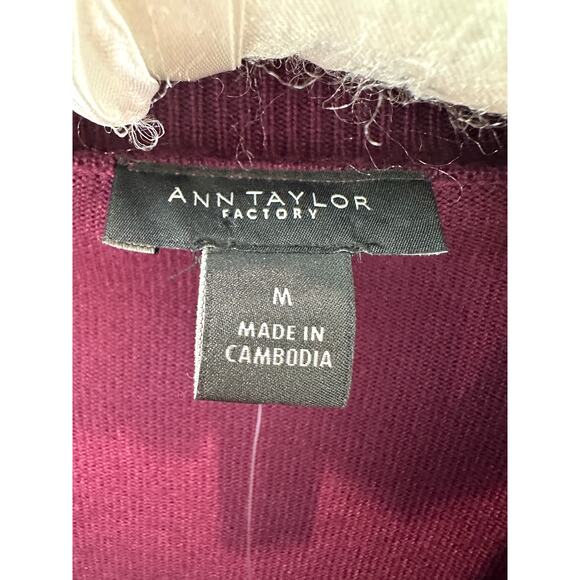 ANN TAYLOR
FACTORY
M
MADE IN
CAMBODIA